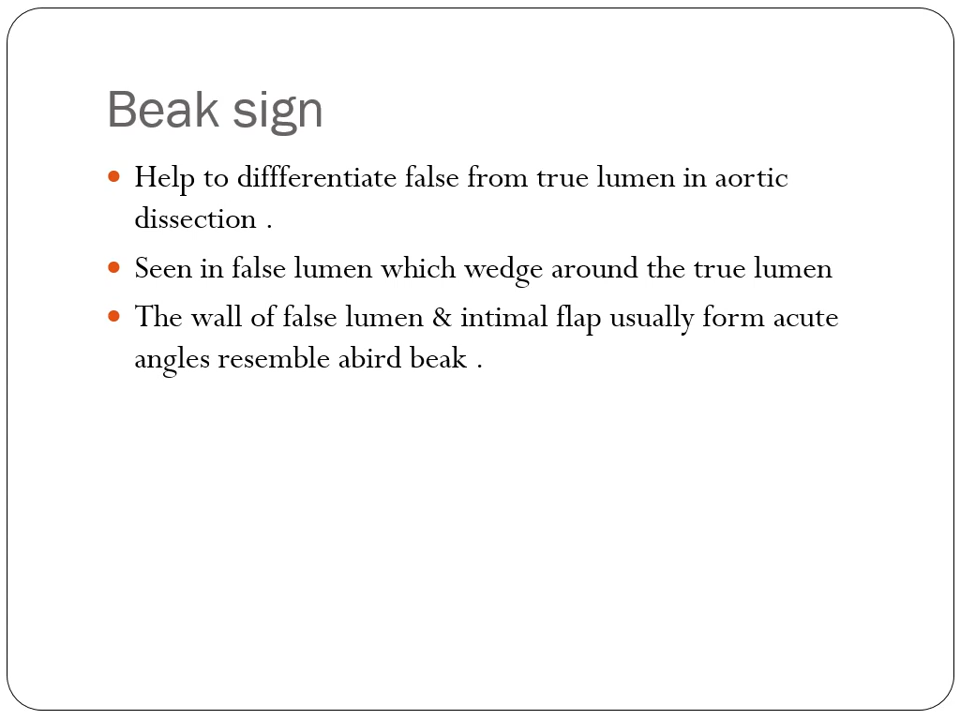 Beak sign
Help to diffferentiate false from true lumen in aortic
dissection .
Seen in false lumen which wedge around the true lumen
The wall of false lumen & intimal flap usually form acute
angles resemble abird beak .